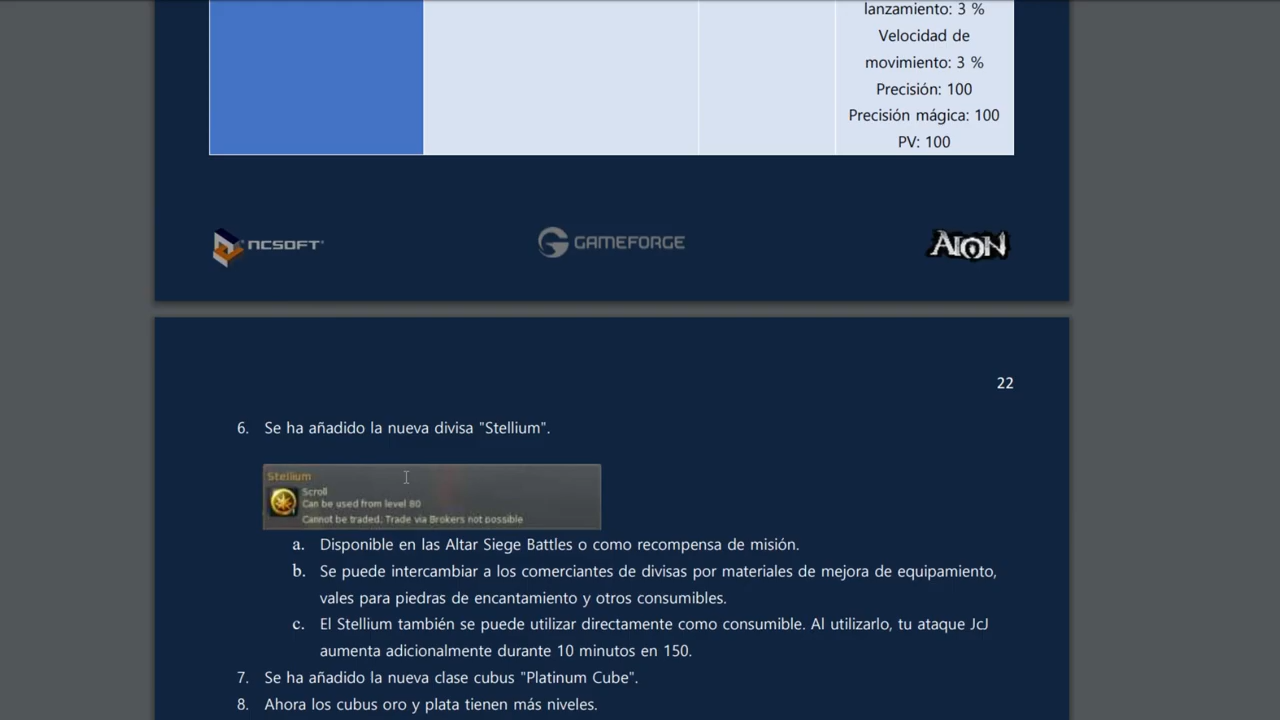 lanzamiento: 3 %
Velocidad de
movimiento: 3 %
Precisión: 100
Precisión mágica: 100
PV: 100
NCSOFT
GAMEFORGE
AION
22
6. Se ha añadido la nueva divisa "Stellium".
Stellium
Scroll
Can be used from level 80
Cannot be traded; Trade via Brokers not possible
a. Disponible en las Altar Siege Battles o como recompensa de misión.
b. Se puede intercambiar a los comerciantes de divisas por materiales de mejora de equipamiento,
vales para piedras de encantamiento y otros consumibles.
c. El Stellium también se puede utilizar directamente como consumible. Al utilizarlo, tu ataque JcJ
aumenta adicionalmente durante 10 minutos en 150.
7. Se ha añadido la nueva clase cubus "Platinum Cube".
8. Ahora los cubus oro y plata tienen más niveles.